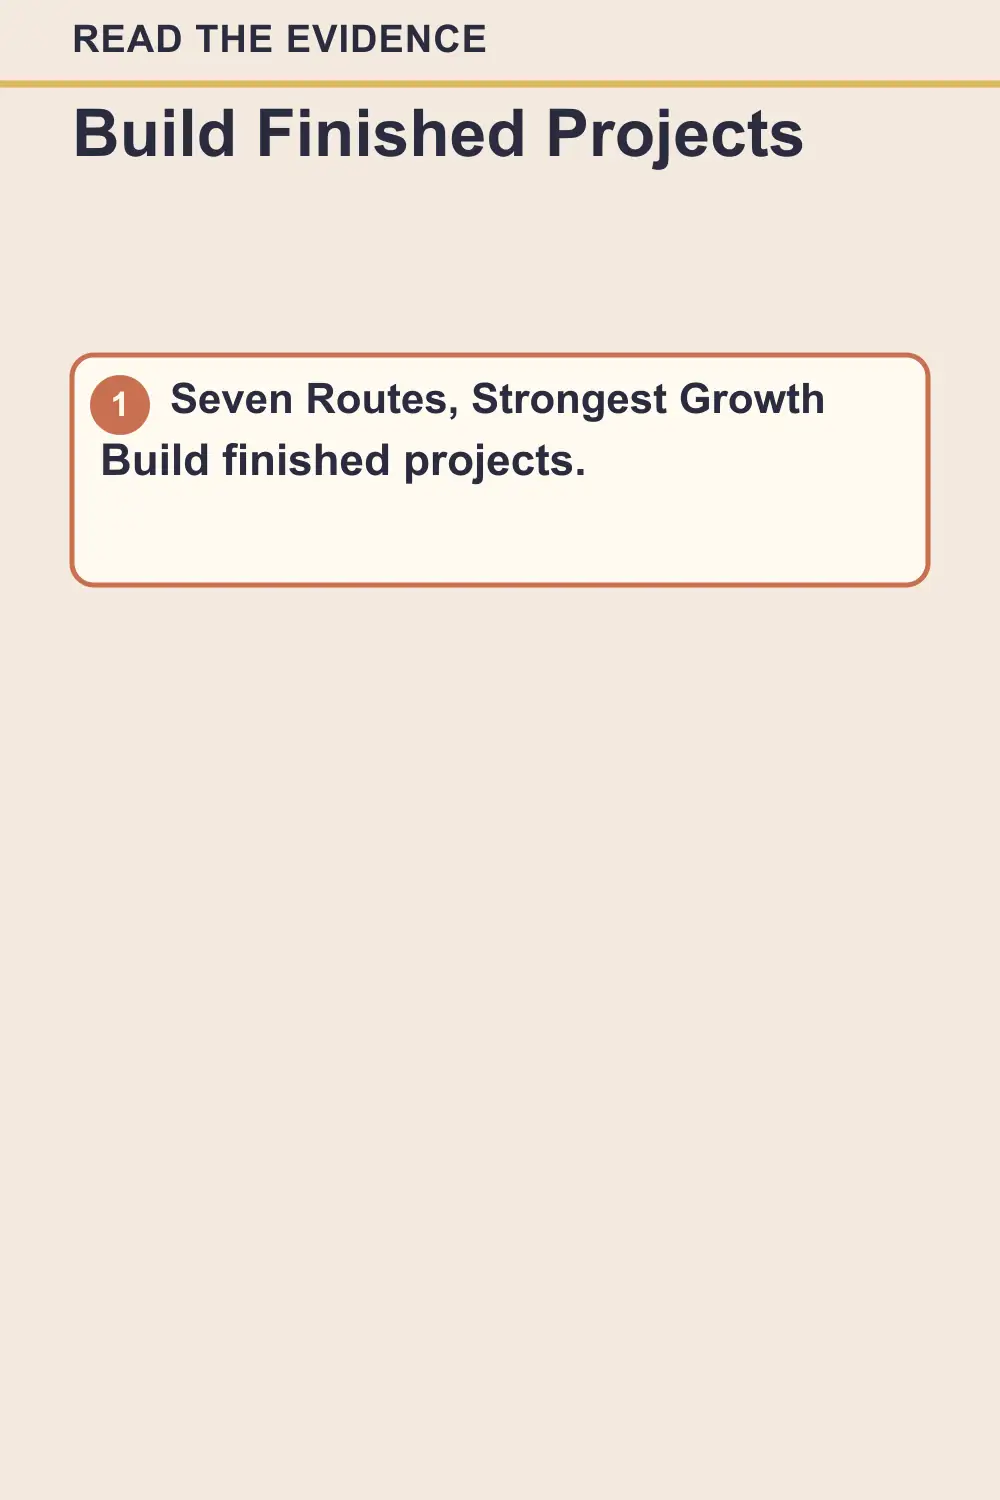 READ THE EVIDENCE
Build Finished Projects
1 Seven Routes, Strongest Growth
Build finished projects.